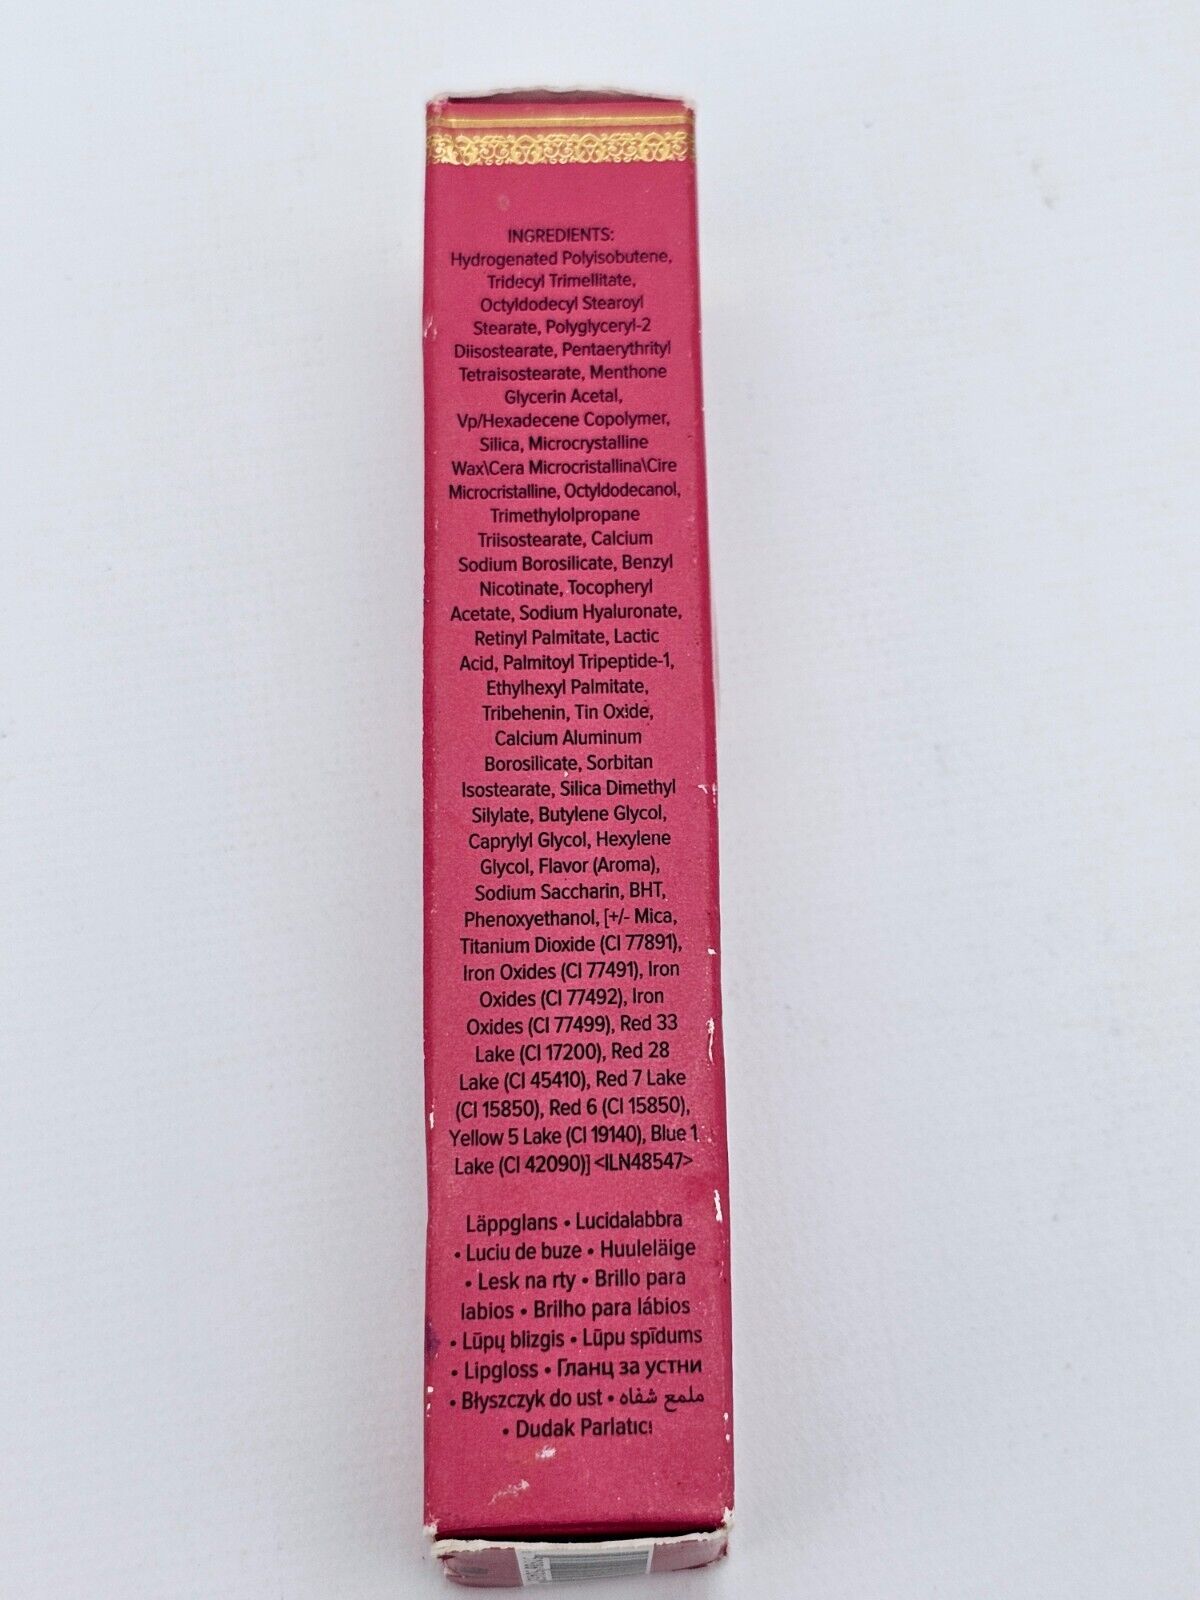 INGREDIENTS:
Hydrogenated Polyisobutene,
Tridecyl Trimellitate,
Octyldodecyl Stearoyl
Stearate, Polyglyceryl-2
Diisostearate, Pentaerythrityl
Tetraisostearate, Menthone
Glycerin Acetal,
Vp/Hexadecene Copolymer,
Silica, Microcrystalline
Wax\Cera Microcristallina\Cire
Microcristalline, Octyldodecanol,
Trimethylolpropane
Triisostearate, Calcium
Sodium Borosilicate, Benzyl
Nicotinate, Tocopheryl
Acetate, Sodium Hyaluronate,
Retinyl Palmitate, Lactic
Acid, Palmitoyl Tripeptide-1,
Ethylhexyl Palmitate,
Tribehenin, Tin Oxide,
Calcium Aluminum
Borosilicate, Sorbitan
Isostearate, Silica Dimethyl
Silylate, Butylene Glycol,
Caprylyl Glycol, Hexylene
Glycol, Flavor (Aroma),
Sodium Saccharin, BHT,
Phenoxyethanol, [+/- Mica,
Titanium Dioxide (CI 77891),
Iron Oxides (CI 77491), Iron
Oxides (CI 77492), Iron
Oxides (CI 77499), Red 33
Lake (CI 17200), Red 28
Lake (CI 45410), Red 7 Lake
(CI 15850), Red 6 (CI 15850),
Yellow 5 Lake (CI 19140), Blue 1
Lake (CI 42090)] <ILN48547>
Läppglans • Lucidalabbra
• Luciu de buze • Huuleläige
• Lesk na rty • Brillo para
labios • Brilho para lábios
• Lūpų blizgis • Lūpu spīdums
• Lipgloss • Гланц за устни
• Błyszczyk do ust • ملمع شفاه
• Dudak Parlatıcı